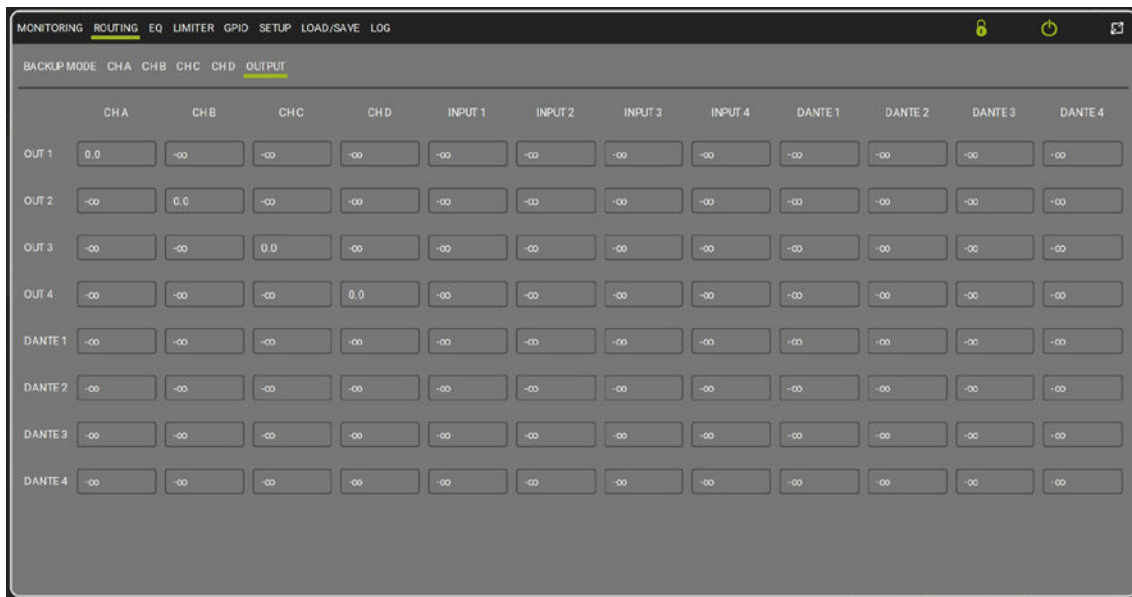 MONITORING ROUTING EQ LIMITER GPIO SETUP LOAD/SAVE LOG
BACKUP MODE CH A CH B CH C CH D OUTPUT
CH A CH B CH C CH D INPUT 1 INPUT 2 INPUT 3 INPUT 4 DANTE 1 DANTE 2 DANTE 3 DANTE 4
OUT 1 0.0 -∞ -∞ -∞ -∞ -∞ -∞ -∞ -∞ -∞ -∞ -∞
OUT 2 -∞ 0.0 -∞ -∞ -∞ -∞ -∞ -∞ -∞ -∞ -∞ -∞
OUT 3 -∞ -∞ 0.0 -∞ -∞ -∞ -∞ -∞ -∞ -∞ -∞ -∞
OUT 4 -∞ -∞ -∞ 0.0 -∞ -∞ -∞ -∞ -∞ -∞ -∞ -∞
DANTE 1 -∞ -∞ -∞ -∞ -∞ -∞ -∞ -∞ -∞ -∞ -∞ -∞
DANTE 2 -∞ -∞ -∞ -∞ -∞ -∞ -∞ -∞ -∞ -∞ -∞ -∞
DANTE 3 -∞ -∞ -∞ -∞ -∞ -∞ -∞ -∞ -∞ -∞ -∞ -∞
DANTE 4 -∞ -∞ -∞ -∞ -∞ -∞ -∞ -∞ -∞ -∞ -∞ -∞